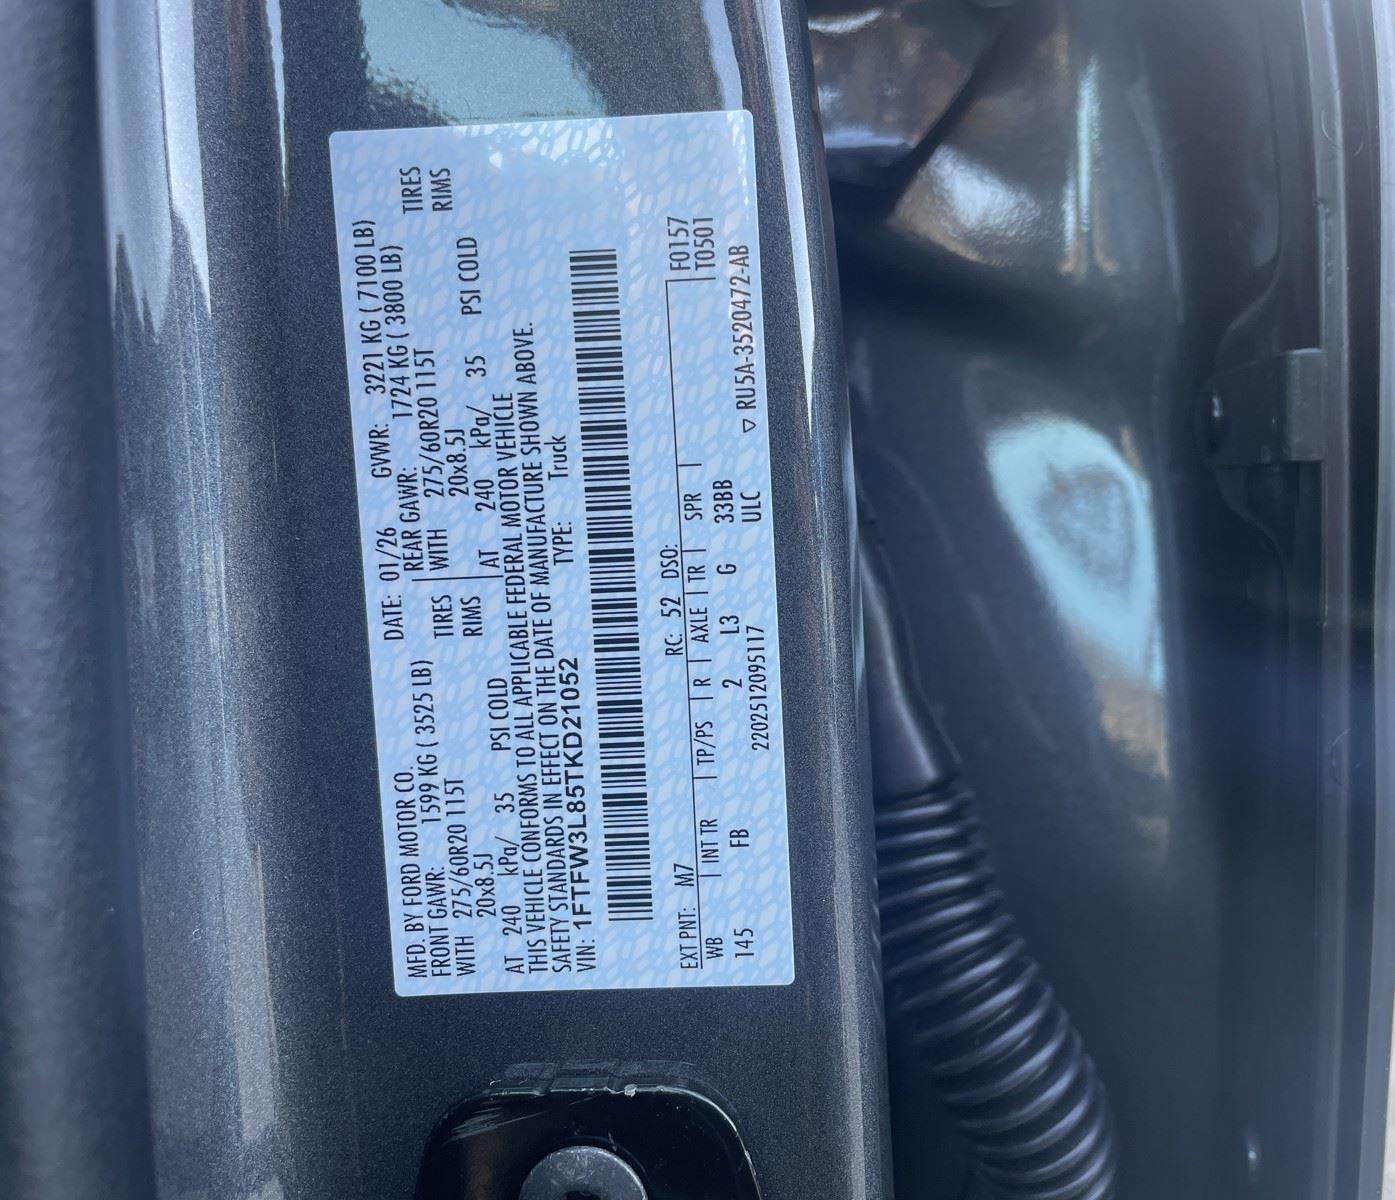 MFD. BY FORD MOTOR CO. DATE: 01/26 GVWR: 3221 KG ( 7100 LB)
FRONT GAWR: 1599 KG ( 3525 LB) REAR GAWR: 1724 KG ( 3800 LB)
WITH 275/60R20 115T TIRES WITH 275/60R20 115T TIRES
20x8.5J RIMS 20x8.5J RIMS
AT 240 kPa/ 35 PSI COLD AT 240 kPa/ 35 PSI COLD
THIS VEHICLE CONFORMS TO ALL APPLICABLE FEDERAL MOTOR VEHICLE
SAFETY STANDARDS IN EFFECT ON THE DATE OF MANUFACTURE SHOWN ABOVE.
VIN: 1FTFW3L85TKD21052 TYPE: Truck
EXT PNT: M7 RC: 52 DSO: F0157
WB INT TR TP/PS R AXLE TR SPR T0501
145 FB 2 L3 G 33BB
2202512095117 ULC ▽ RU5A-3520472-AB